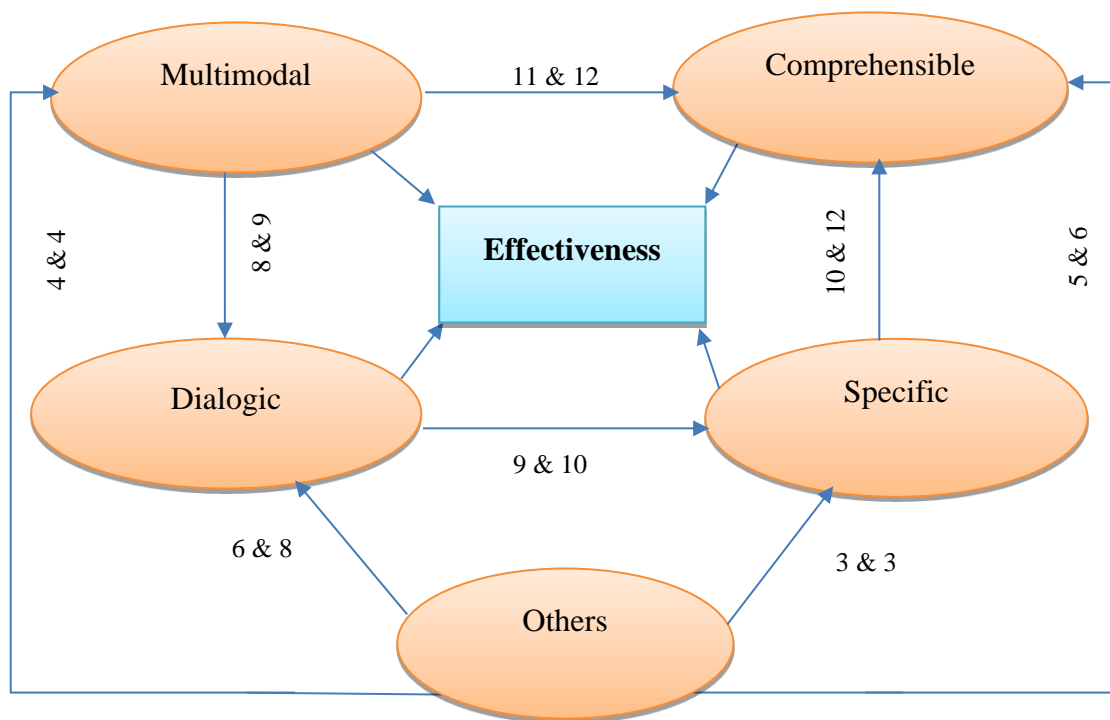 Multimodal
Comprehensible
11 & 12
4 & 4
8 & 9
Effectiveness
10 & 12
5 & 6
Dialogic
Specific
9 & 10
6 & 8
3 & 3
Others